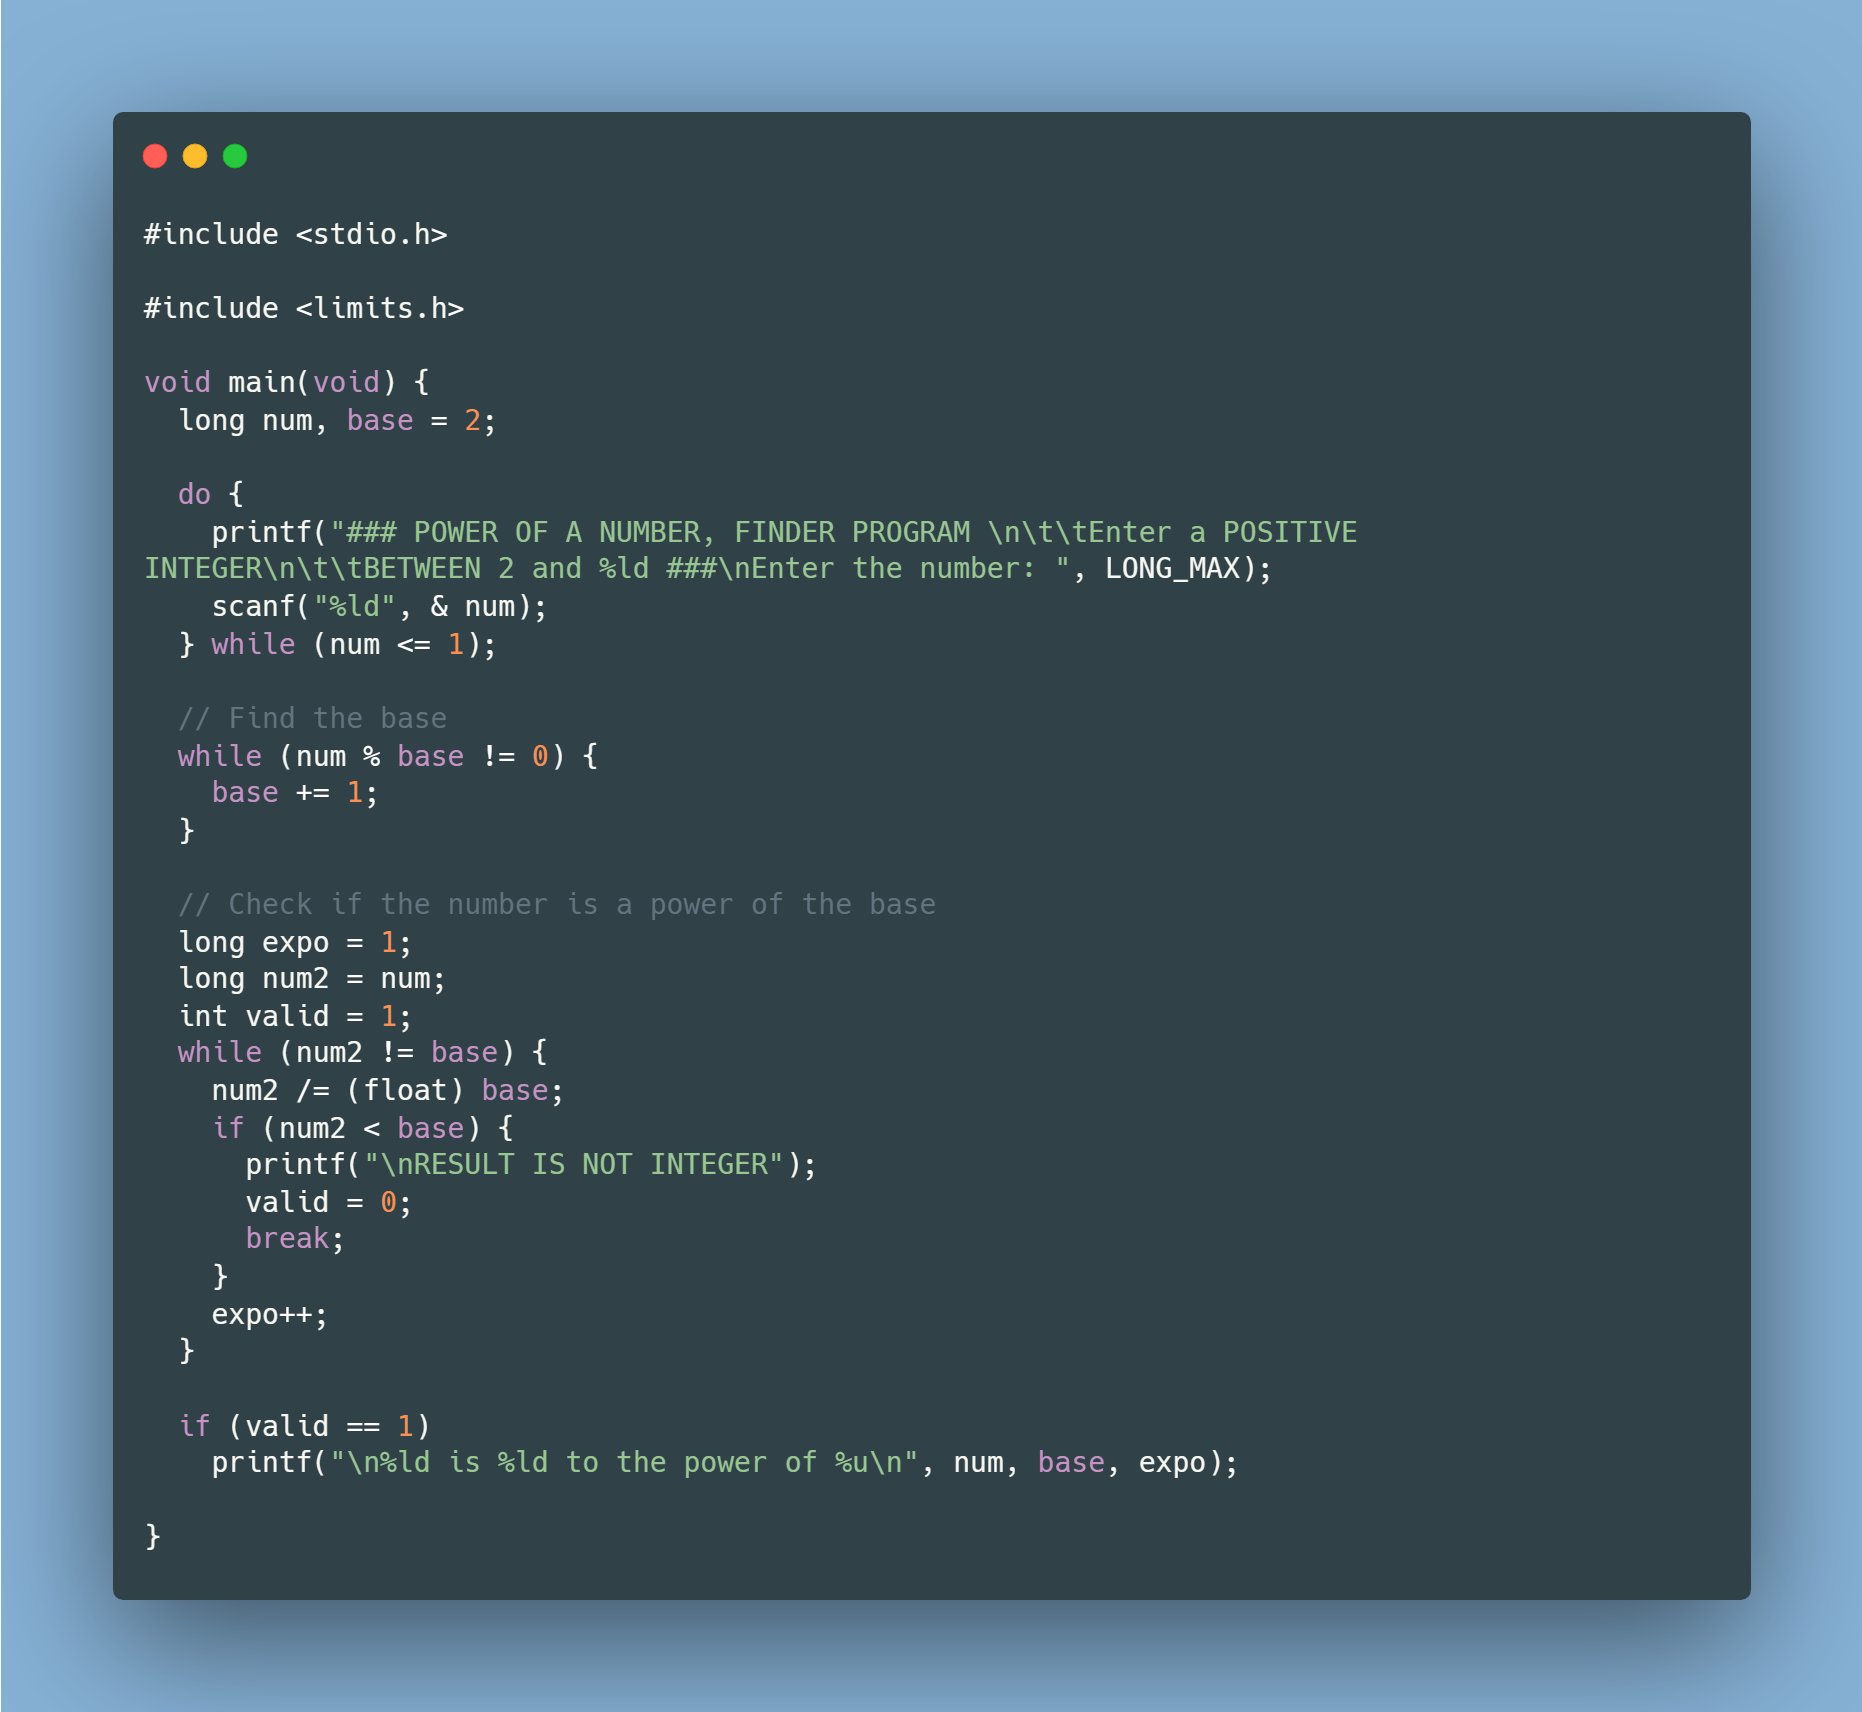 #include <stdio.h>
#include <limits.h>
void main(void) {
  long num, base = 2;
  do {
    printf("### POWER OF A NUMBER, FINDER PROGRAM \n\t\tEnter a POSITIVE
INTEGER\n\t\tBETWEEN 2 and %ld ###\nEnter the number: ", LONG_MAX);
    scanf("%ld", & num);
  } while (num <= 1);
  // Find the base
  while (num % base != 0) {
    base += 1;
  }
  // Check if the number is a power of the base
  long expo = 1;
  long num2 = num;
  int valid = 1;
  while (num2 != base) {
    num2 /= (float) base;
    if (num2 < base) {
      printf("\nRESULT IS NOT INTEGER");
      valid = 0;
      break;
    }
    expo++;
  }
  if (valid == 1)
    printf("\n%ld is %ld to the power of %u\n", num, base, expo);
}